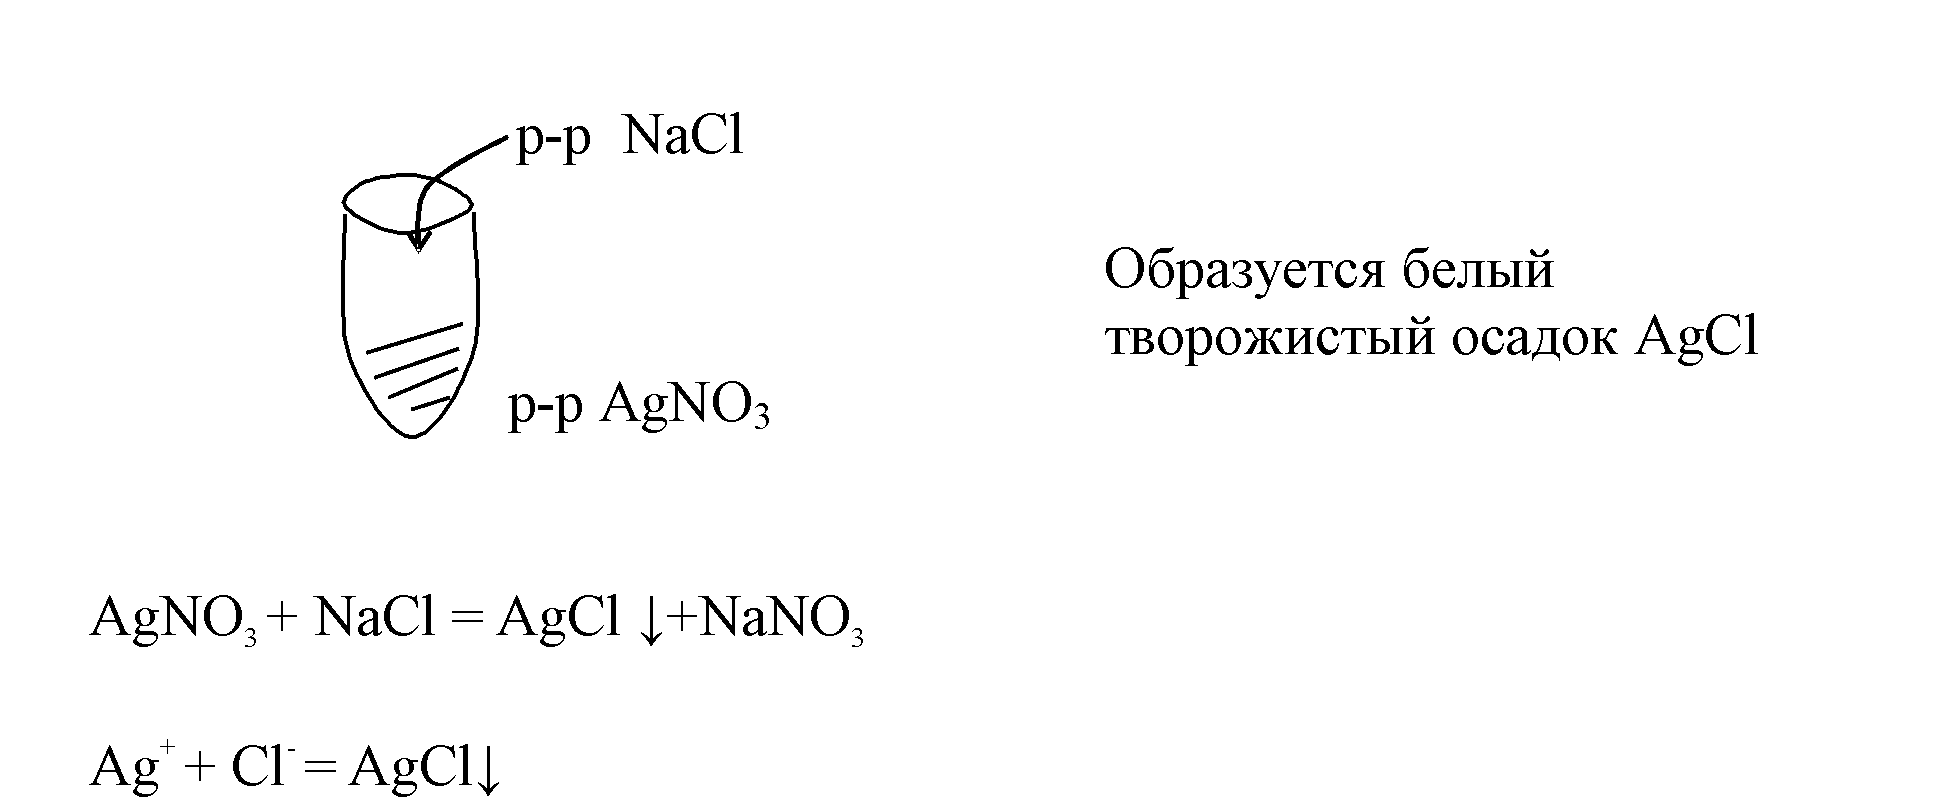 р-р NaCl
Образуется белый
творожистый осадок AgCl
р-р AgNO₃
AgNO₃ + NaCl = AgCl ↓+NaNO₃
Ag⁺ + Cl⁻ = AgCl↓